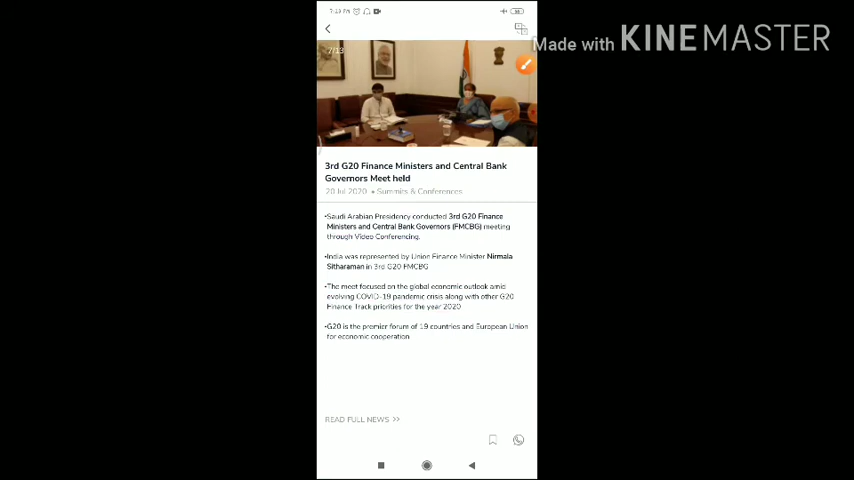 Made with KINEMASTER
7/13
3rd G20 Finance Ministers and Central Bank
Governors Meet held
20 Jul 2020 • Summits & Conferences
•Saudi Arabian Presidency conducted 3rd G20 Finance
Ministers and Central Bank Governors (FMCBG) meeting
through Video Conferencing.
•India was represented by Union Finance Minister Nirmala
Sitharaman in 3rd G20 FMCBG
•The meet focused on the global economic outlook amid
evolving COVID-19 pandemic crisis along with other G20
Finance Track priorities for the year 2020
•G20 is the premier forum of 19 countries and European Union
for economic cooperation
READ FULL NEWS >>